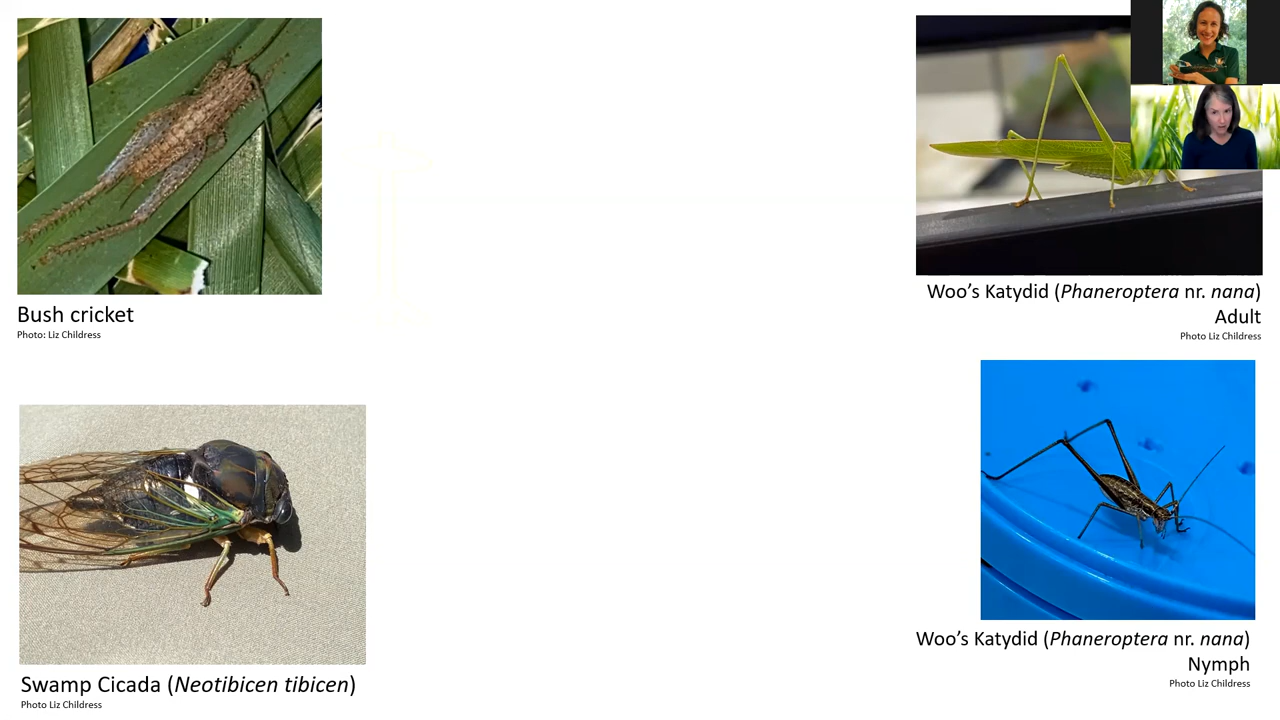 Bush cricket
Photo: Liz Childress
Woo’s Katydid (Phaneroptera nr. nana)
Adult
Photo Liz Childress
Swamp Cicada (Neotibicen tibicen)
Photo Liz Childress
Woo’s Katydid (Phaneroptera nr. nana)
Nymph
Photo Liz Childress